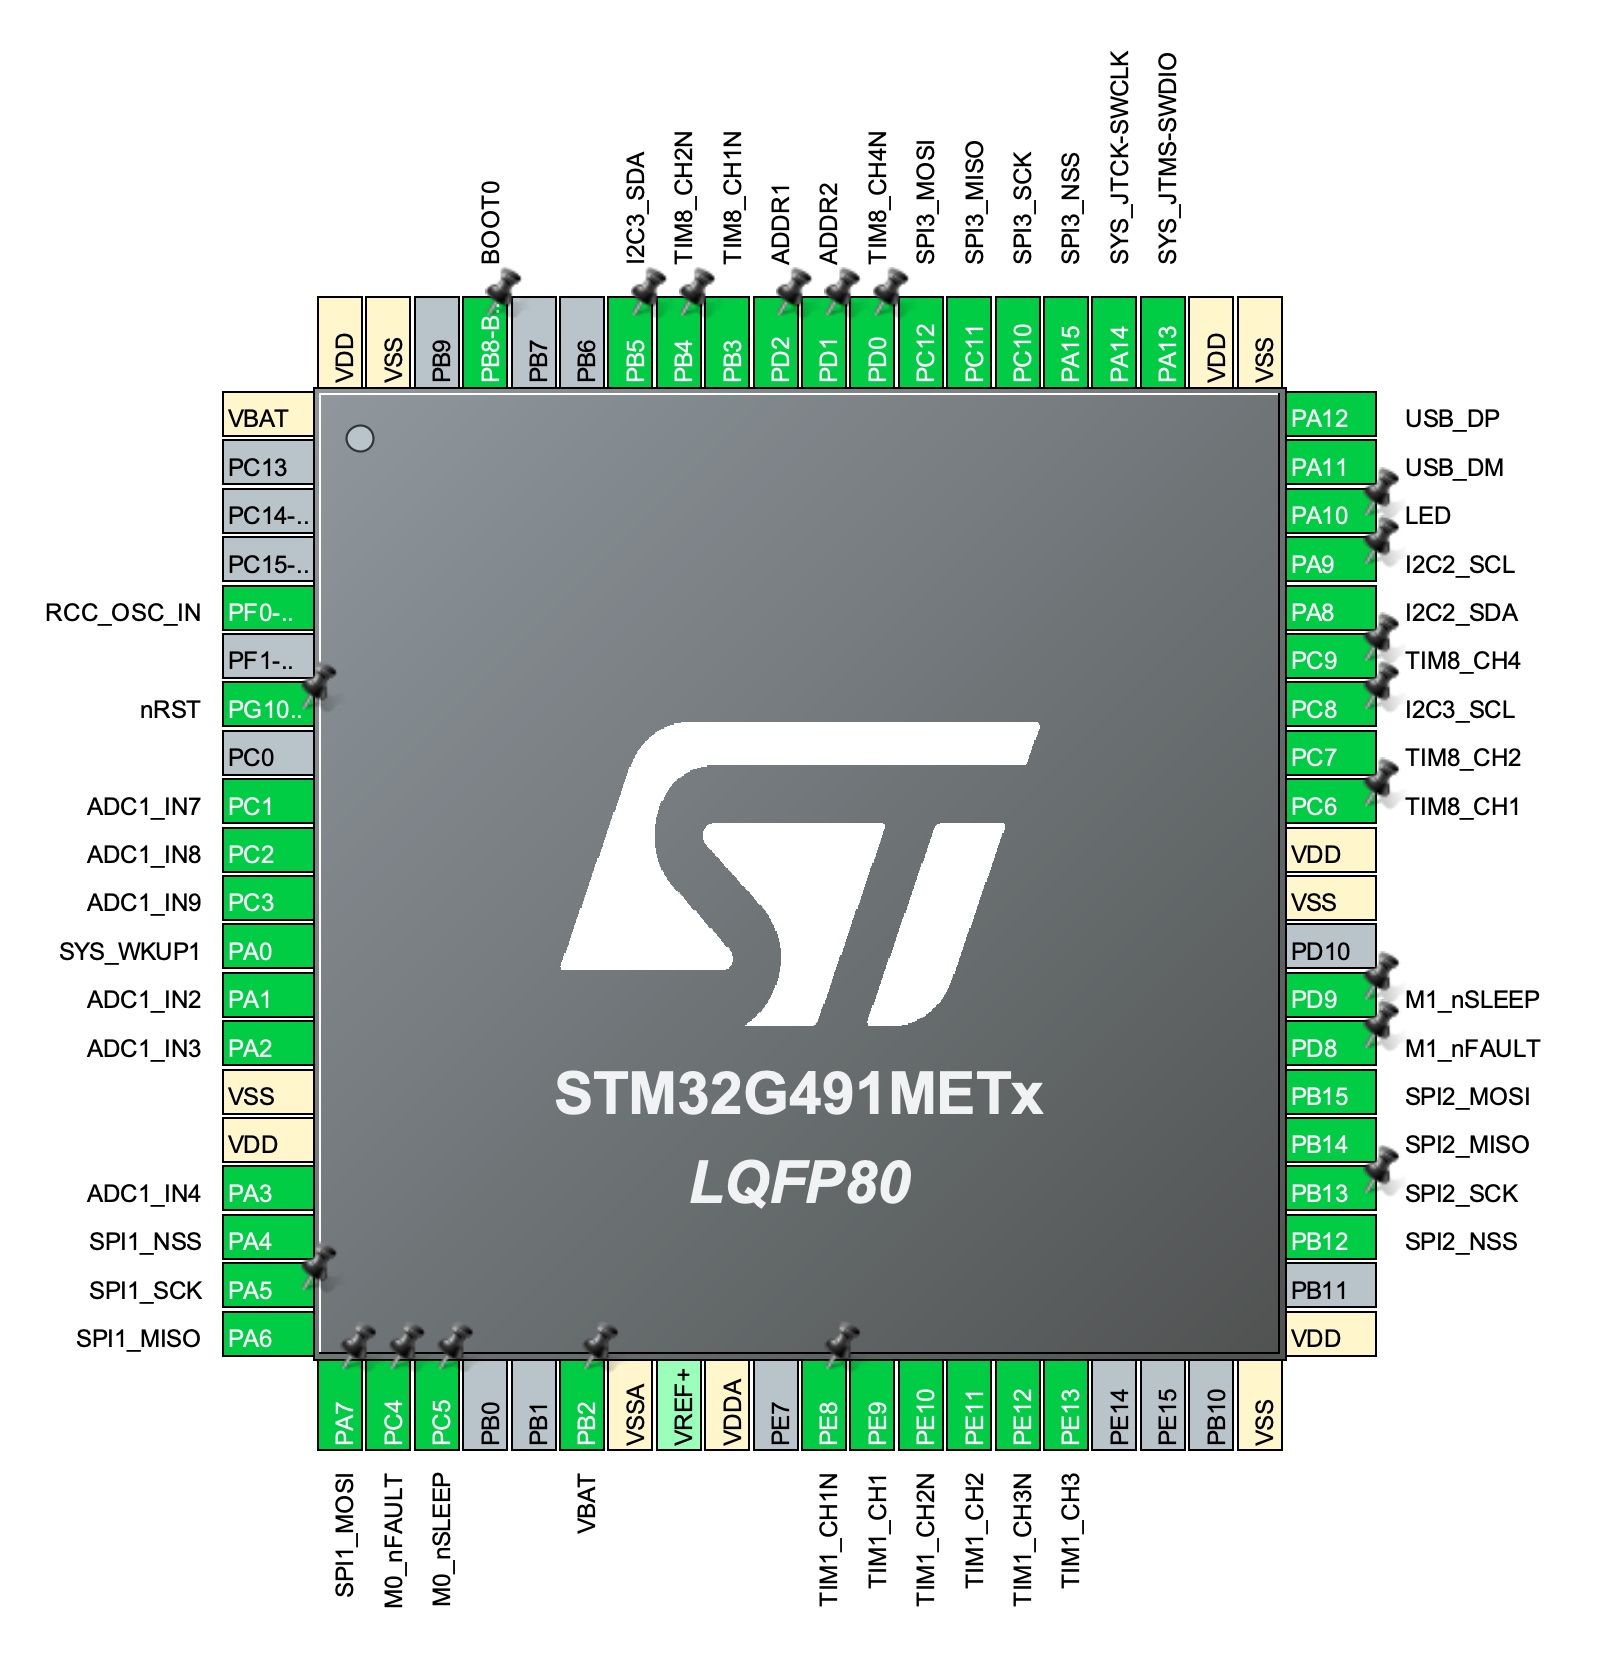 BOOT0
I2C3_SDA
TIM8_CH2N
TIM8_CH1N
ADDR1
ADDR2
TIM8_CH4N
SPI3_MOSI
SPI3_MISO
SPI3_SCK
SPI3_NSS
SYS_JTCK-SWCLK
SYS_JTMS-SWDIO
VDD
VSS
PB9
PB8-B..
PB7
PB6
PB5
PB4
PB3
PD2
PD1
PD0
PC12
PC11
PC10
PA15
PA14
PA13
VDD
VSS
VBAT
PC13
PC14-..
PC15-..
RCC_OSC_IN PF0-..
PF1-..
nRST PG10..
PC0
ADC1_IN7 PC1
ADC1_IN8 PC2
ADC1_IN9 PC3
SYS_WKUP1 PA0
ADC1_IN2 PA1
ADC1_IN3 PA2
VSS
VDD
ADC1_IN4 PA3
SPI1_NSS PA4
SPI1_SCK PA5
SPI1_MISO PA6
ST
STM32G491METx
LQFP80
PA12 USB_DP
PA11 USB_DM
PA10 LED
PA9 I2C2_SCL
PA8 I2C2_SDA
PC9 TIM8_CH4
PC8 I2C3_SCL
PC7 TIM8_CH2
PC6 TIM8_CH1
VDD
VSS
PD10
PD9 M1_nSLEEP
PD8 M1_nFAULT
PB15 SPI2_MOSI
PB14 SPI2_MISO
PB13 SPI2_SCK
PB12 SPI2_NSS
PB11
VDD
PA7
PC4
PC5
PB0
PB1
PB2
VSSA
VREF+
VDDA
PE7
PE8
PE9
PE10
PE11
PE12
PE13
PE14
PE15
PB10
VSS
SPI1_MOSI
M0_nFAULT
M0_nSLEEP
VBAT
TIM1_CH1N
TIM1_CH1
TIM1_CH2N
TIM1_CH2
TIM1_CH3N
TIM1_CH3